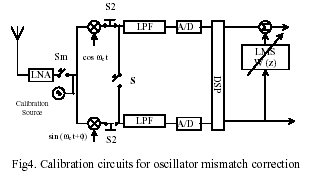 S2
LPF
A/D
LMS
W (z)
Sm
cos ω₀t
LNA
S
DSP
Calibration
Source
LPF
A/D
sin (ω₀t+ϕ)
S2
Fig4. Calibration circuits for oscillator mismatch correction